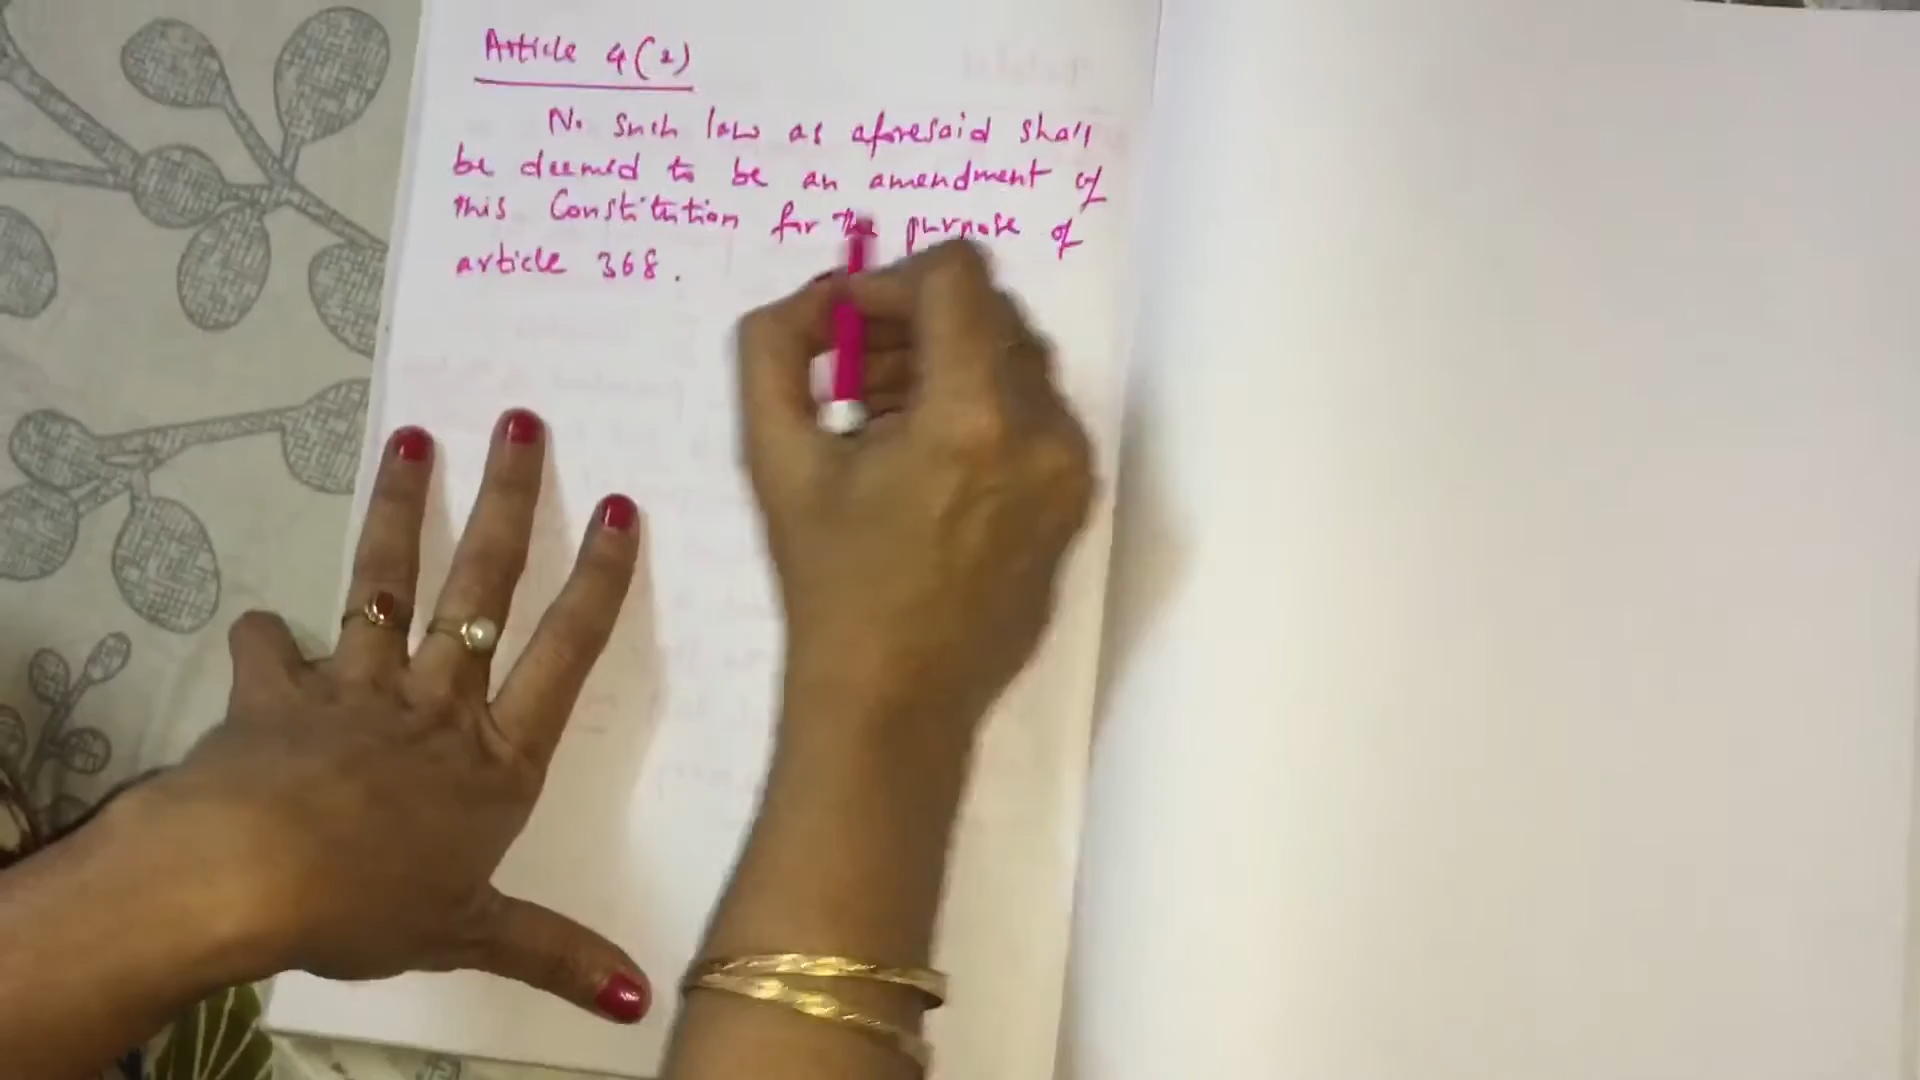 Article 4(2)
No such law as aforesaid shall
be deemed to be an amendment of
this Constitution for the purpose of
article 368.